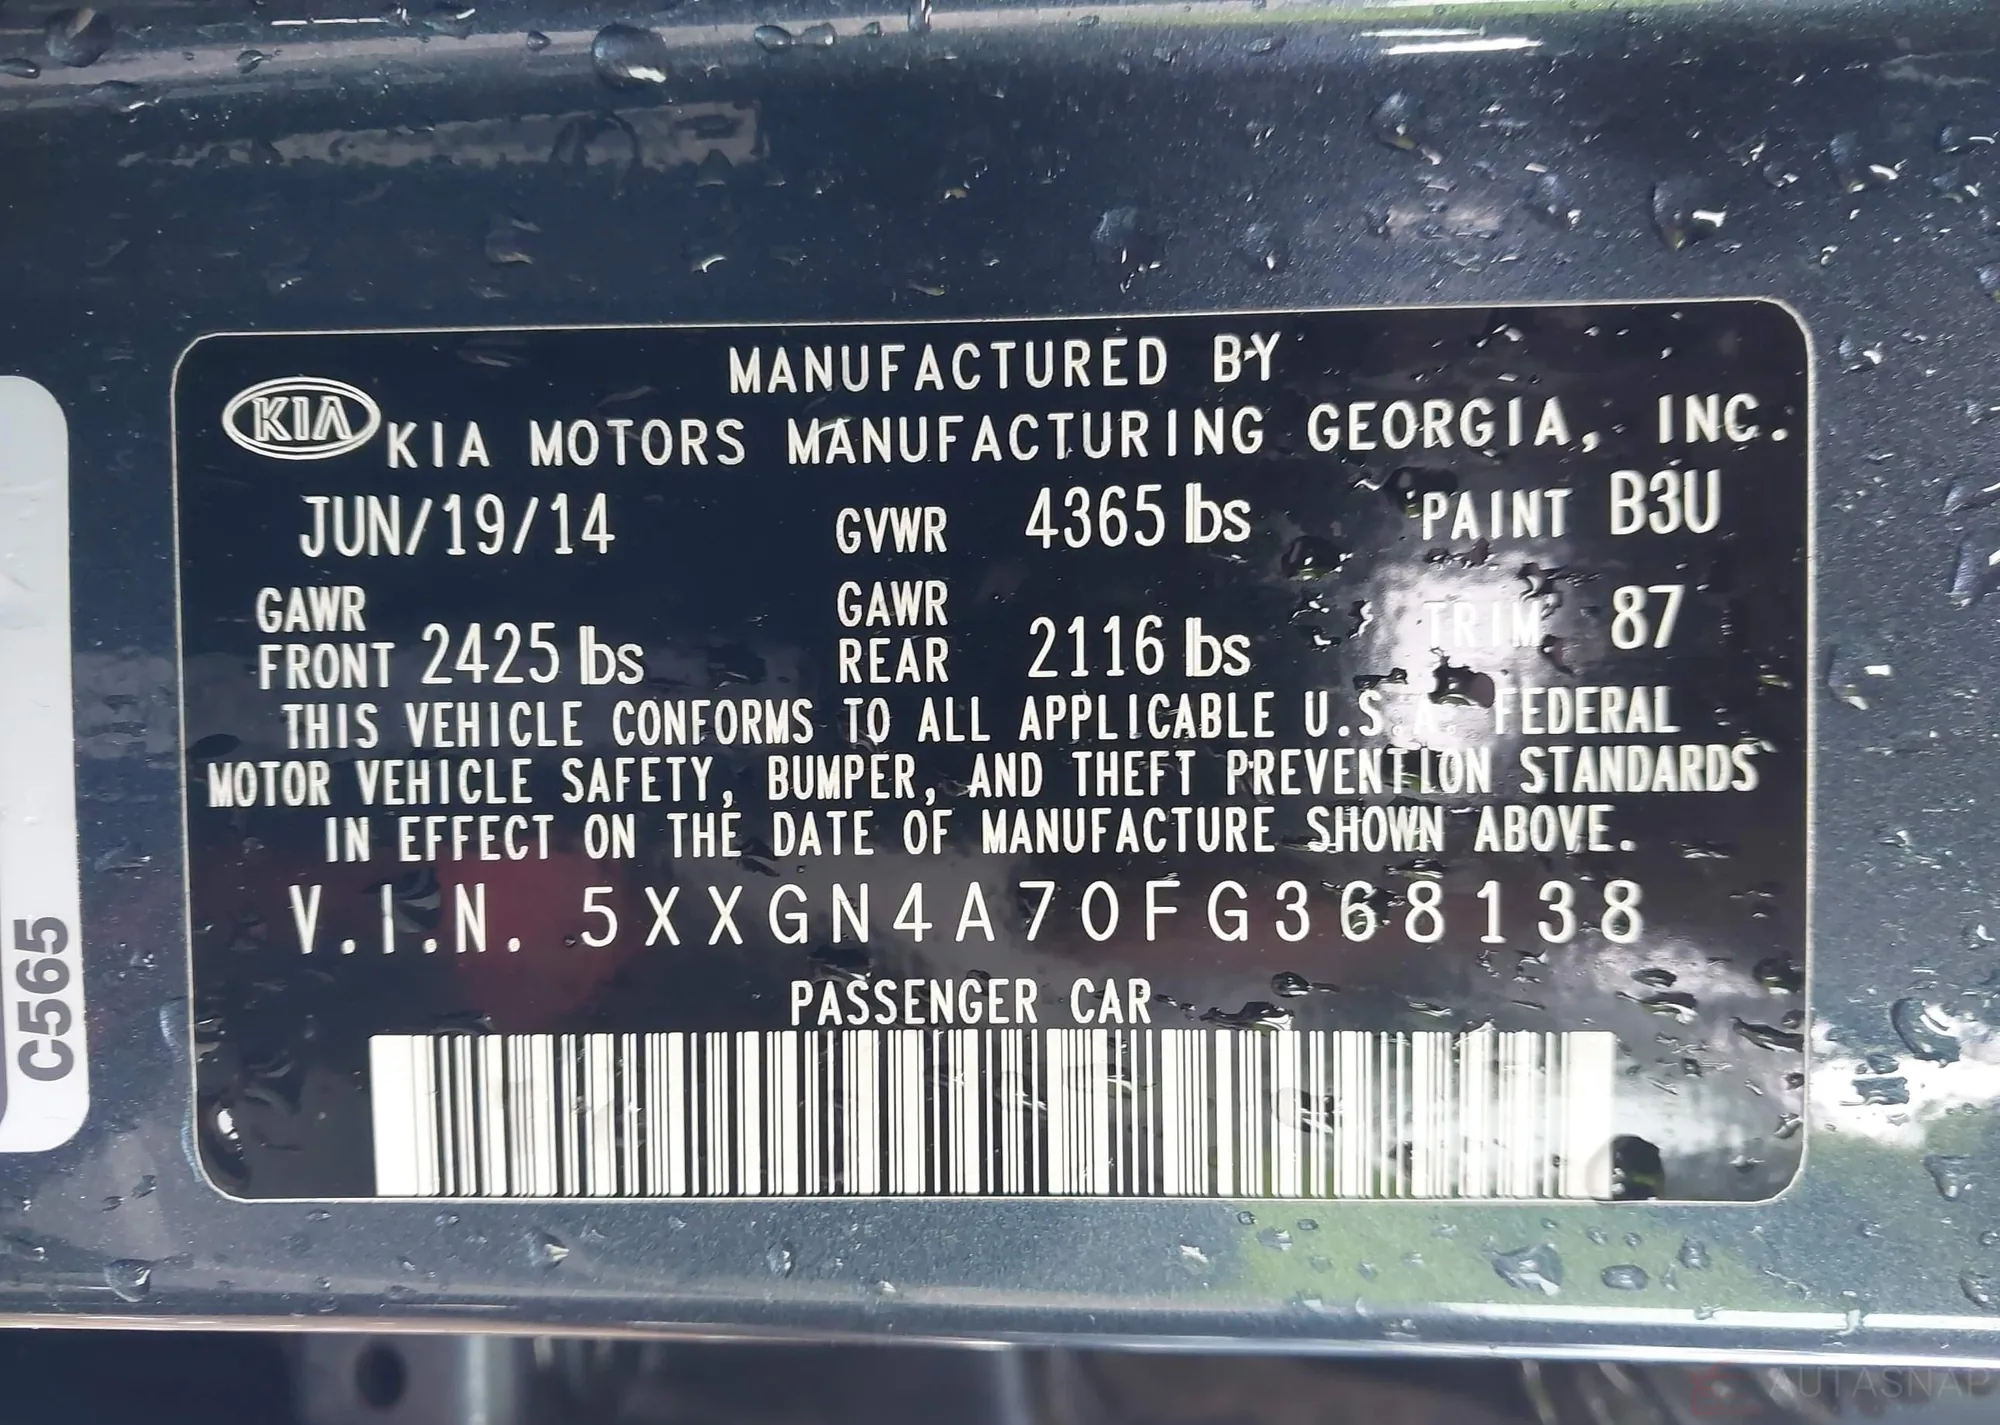 MANUFACTURED BY
KIA KIA MOTORS MANUFACTURING GEORGIA, INC.
JUN/19/14 GVWR 4365 lbs PAINT B3U
GAWR FRONT 2425 lbs GAWR REAR 2116 lbs TRIM 87
THIS VEHICLE CONFORMS TO ALL APPLICABLE U.S.A. FEDERAL
MOTOR VEHICLE SAFETY, BUMPER, AND THEFT PREVENTION STANDARDS
IN EFFECT ON THE DATE OF MANUFACTURE SHOWN ABOVE.
V.I.N. 5XXGN4A70FG368138
PASSENGER CAR
C565
AUTASNAP